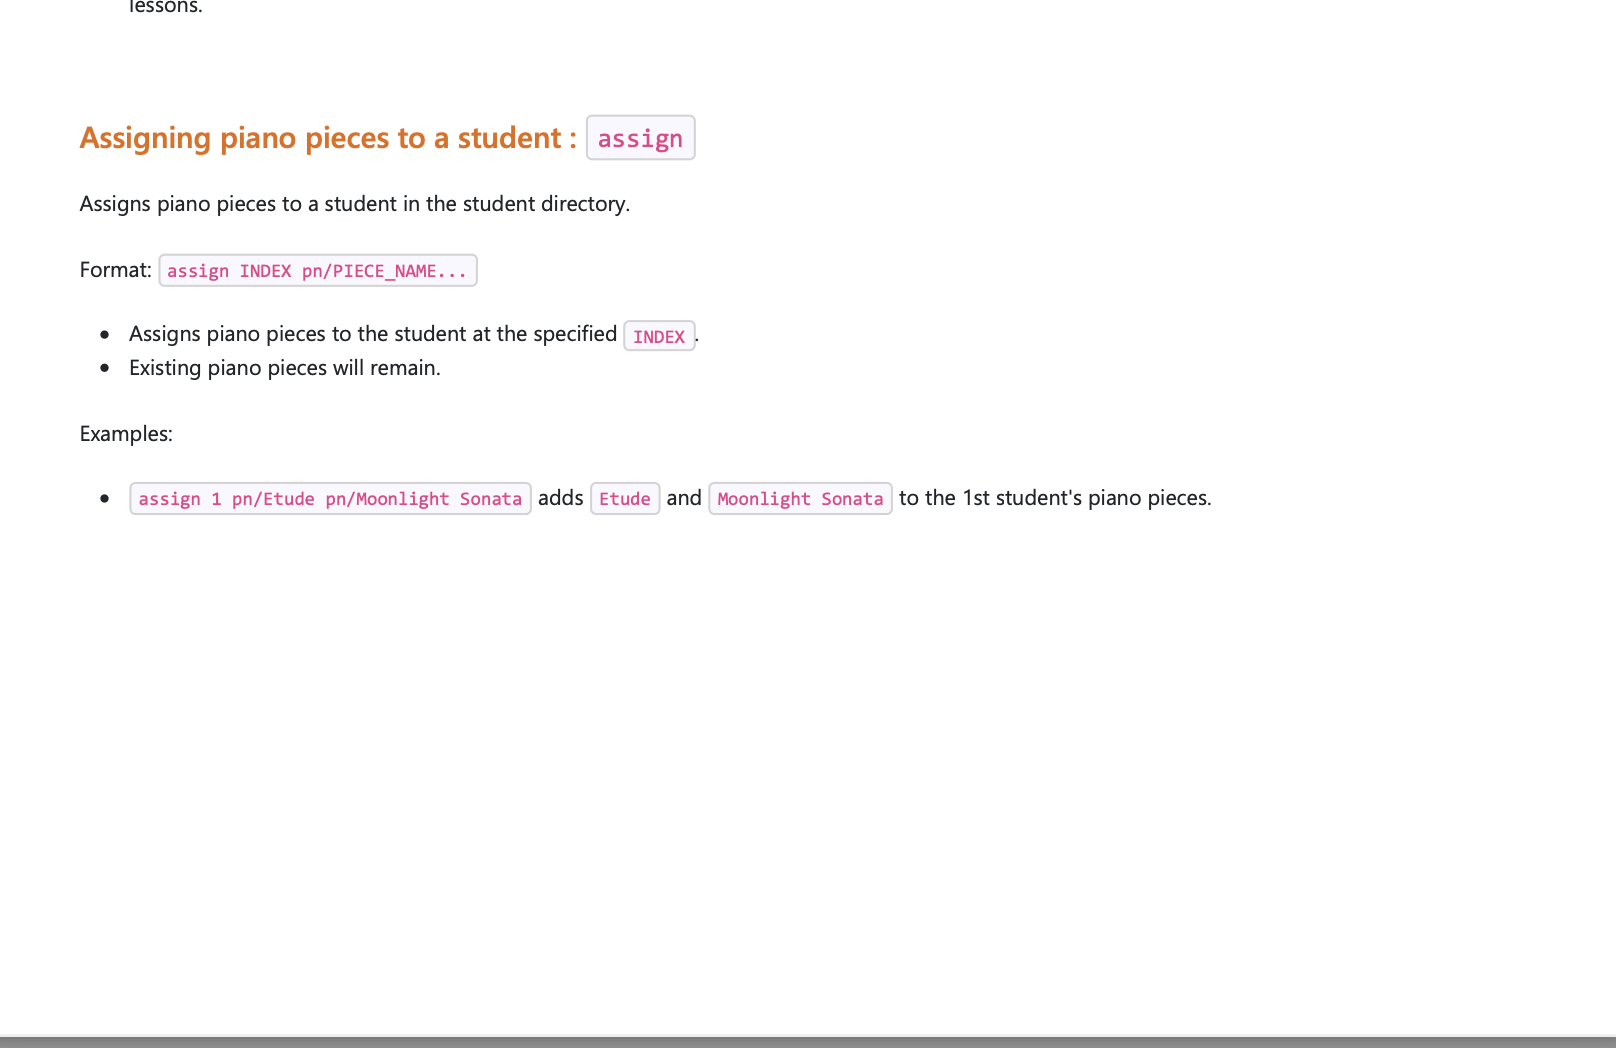 lessons.
Assigning piano pieces to a student : assign
Assigns piano pieces to a student in the student directory.
Format: assign INDEX pn/PIECE_NAME...
• Assigns piano pieces to the student at the specified INDEX.
• Existing piano pieces will remain.
Examples:
• assign 1 pn/Etude pn/Moonlight Sonata adds Etude and Moonlight Sonata to the 1st student's piano pieces.